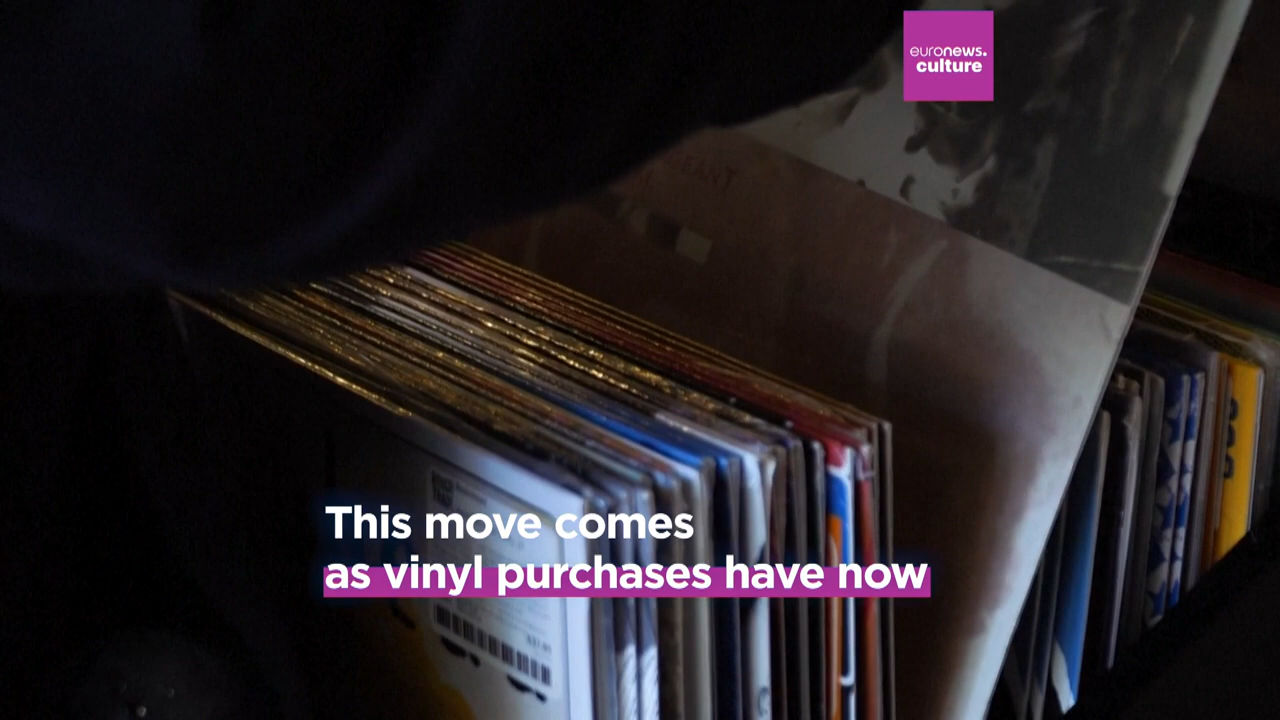 euronews.
culture
This move comes
as vinyl purchases have now